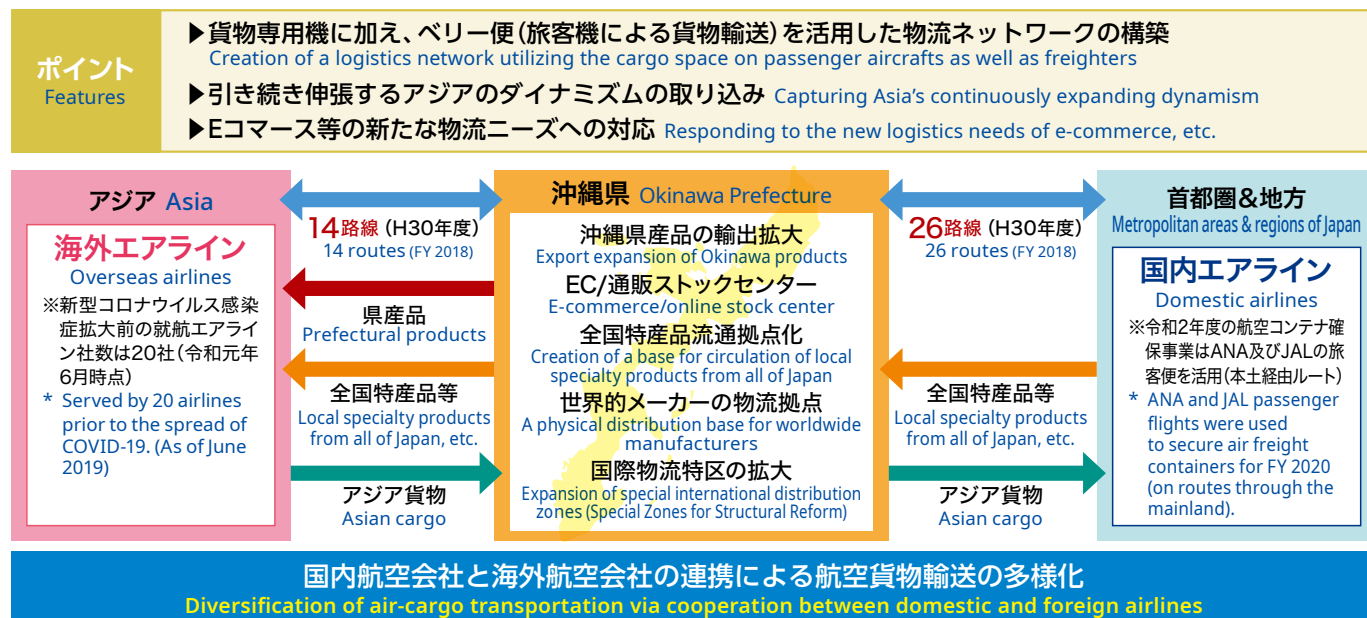 ポイント
Features
▶貨物専用機に加え、ベリー便(旅客機による貨物輸送)を活用した物流ネットワークの構築
Creation of a logistics network utilizing the cargo space on passenger aircrafts as well as freighters
▶引き続き伸張するアジアのダイナミズムの取り込み Capturing Asia's continuously expanding dynamism
▶Eコマース等の新たな物流ニーズへの対応 Responding to the new logistics needs of e-commerce, etc.
アジア Asia
海外エアライン
Overseas airlines
※新型コロナウイルス感染
症拡大前の就航エアライ
ン社数は20社(令和元年
6月時点)
* Served by 20 airlines
prior to the spread of
COVID-19. (As of June
2019)
14路線(H30年度)
14 routes (FY 2018)
県産品
Prefectural products
全国特産品等
Local specialty products
from all of Japan, etc.
アジア貨物
Asian cargo
沖縄県 Okinawa Prefecture
沖縄県産品の輸出拡大
Export expansion of Okinawa products
EC/通販ストックセンター
E-commerce/online stock center
全国特産品流通拠点化
Creation of a base for circulation of local
specialty products from all of Japan
世界的メーカーの物流拠点
A physical distribution base for worldwide
manufacturers
国際物流特区の拡大
Expansion of special international distribution
zones (Special Zones for Structural Reform)
26路線(H30年度)
26 routes (FY 2018)
全国特産品等
Local specialty products
from all of Japan, etc.
アジア貨物
Asian cargo
首都圏&地方
Metropolitan areas & regions of Japan
国内エアライン
Domestic airlines
※令和2年度の航空コンテナ確
保事業はANA及びJALの旅
客便を活用(本土経由ルート)
* ANA and JAL passenger
flights were used
to secure air freight
containers for FY 2020
(on routes through the
mainland).
国内航空会社と海外航空会社の連携による航空貨物輸送の多様化
Diversification of air-cargo transportation via cooperation between domestic and foreign airlines